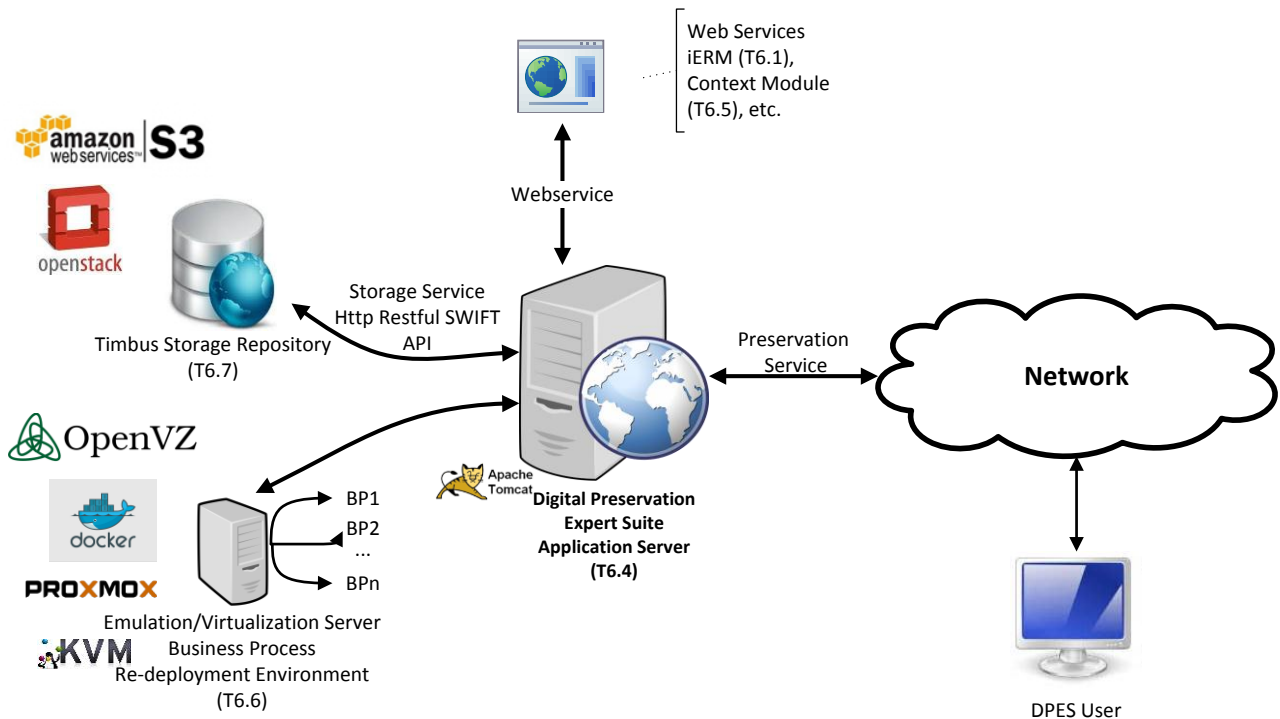 Web Services
iERM (T6.1),
Context Module
(T6.5), etc.
amazon
webservices™
S3
openstack
Webservice
Storage Service
Http Restful SWIFT
API
Timbus Storage Repository
(T6.7)
Preservation
Service
Network
OpenVZ
docker
PROXMOX
KVM
BP1
BP2
...
BPn
Emulation/Virtualization Server
Business Process
Re-deployment Environment
(T6.6)
Apache
Tomcat
Digital Preservation
Expert Suite
Application Server
(T6.4)
DPES User